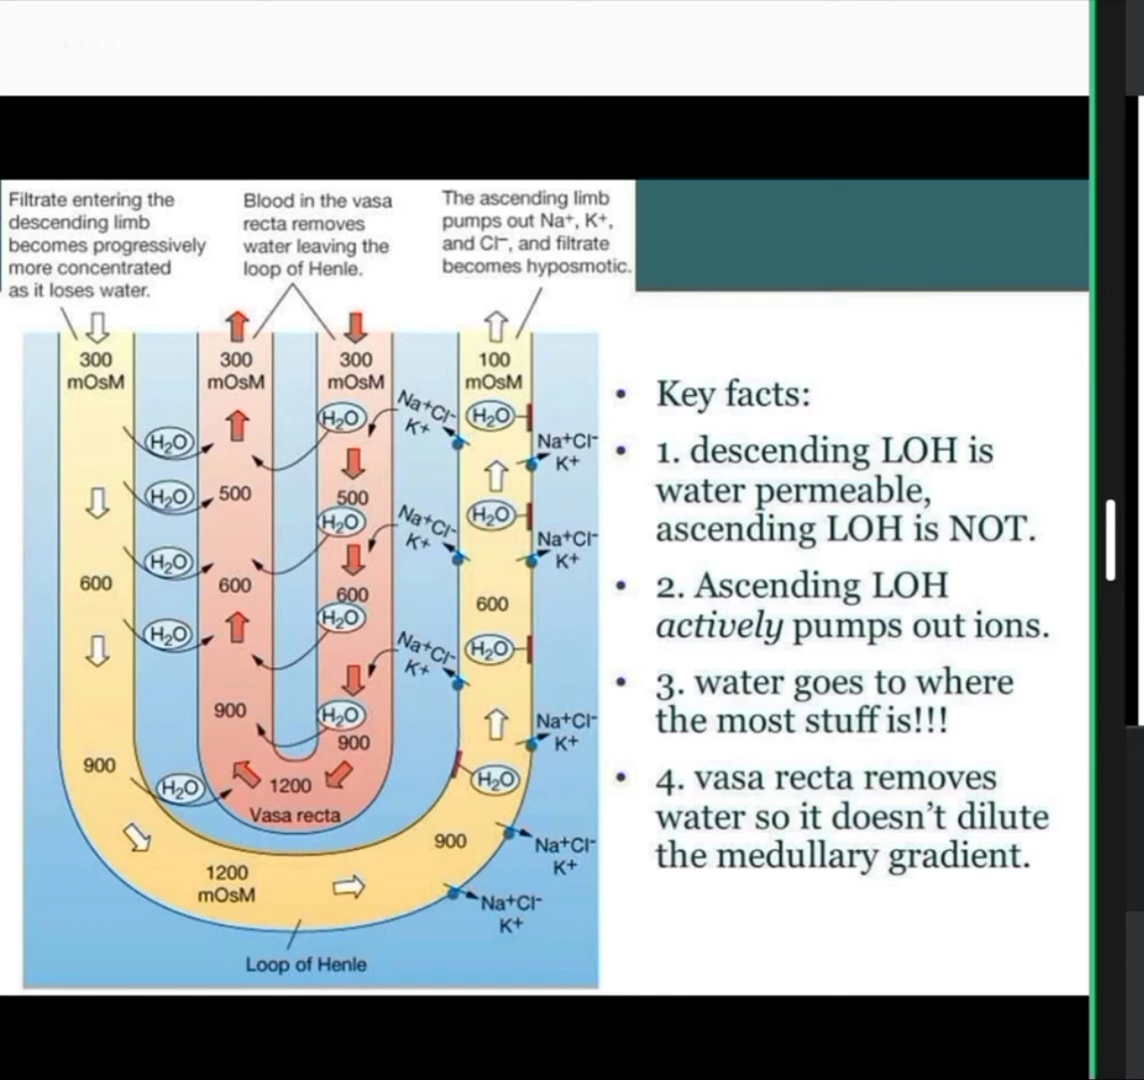 Filtrate entering the
descending limb
becomes progressively
more concentrated
as it loses water.
Blood in the vasa
recta removes
water leaving the
loop of Henle.
The ascending limb
pumps out Na+, K+,
and Cl–, and filtrate
becomes hyposmotic.
300
mOsM
300
mOsM
300
mOsM
100
mOsM
H₂O
H₂O
H₂O
H₂O
H₂O
500
600
900
H₂O
500
H₂O
600
H₂O
H₂O
900
1200
Vasa recta
Na+Cl-
K+
Na+Cl-
K+
Na+Cl-
K+
H₂O
H₂O
600
H₂O
H₂O
Na+Cl-
K+
Na+Cl-
K+
Na+Cl-
K+
Na+Cl-
K+
Na+Cl-
K+
600
900
1200
mOsM
900
Loop of Henle
• Key facts:
• 1. descending LOH is
water permeable,
ascending LOH is NOT.
• 2. Ascending LOH
actively pumps out ions.
• 3. water goes to where
the most stuff is!!!
• 4. vasa recta removes
water so it doesn't dilute
the medullary gradient.